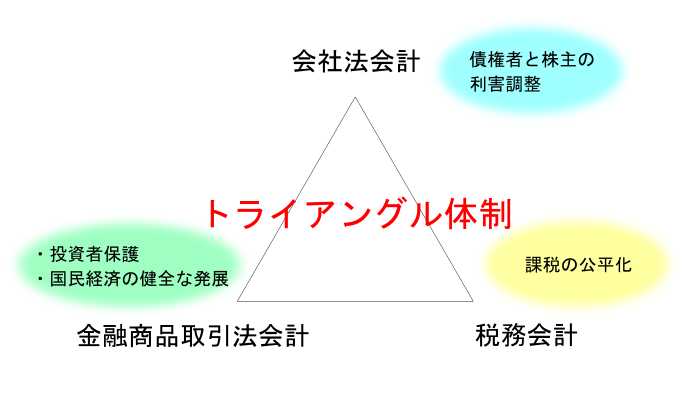 会社法会計
債権者と株主の
利害調整
トライアングル体制
・投資者保護
・国民経済の健全な発展
課税の公平化
金融商品取引法会計
税務会計